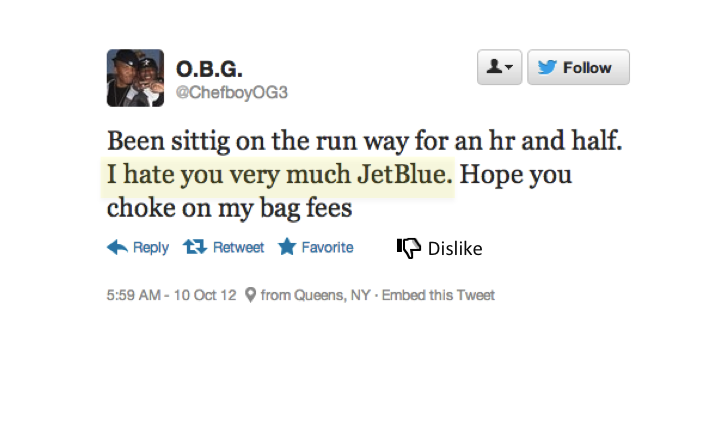 O.B.G.
@ChefboyOG3
Follow
Been sittig on the run way for an hr and half.
I hate you very much JetBlue. Hope you
choke on my bag fees
Reply Retweet Favorite Dislike
5:59 AM - 10 Oct 12 from Queens, NY · Embed this Tweet